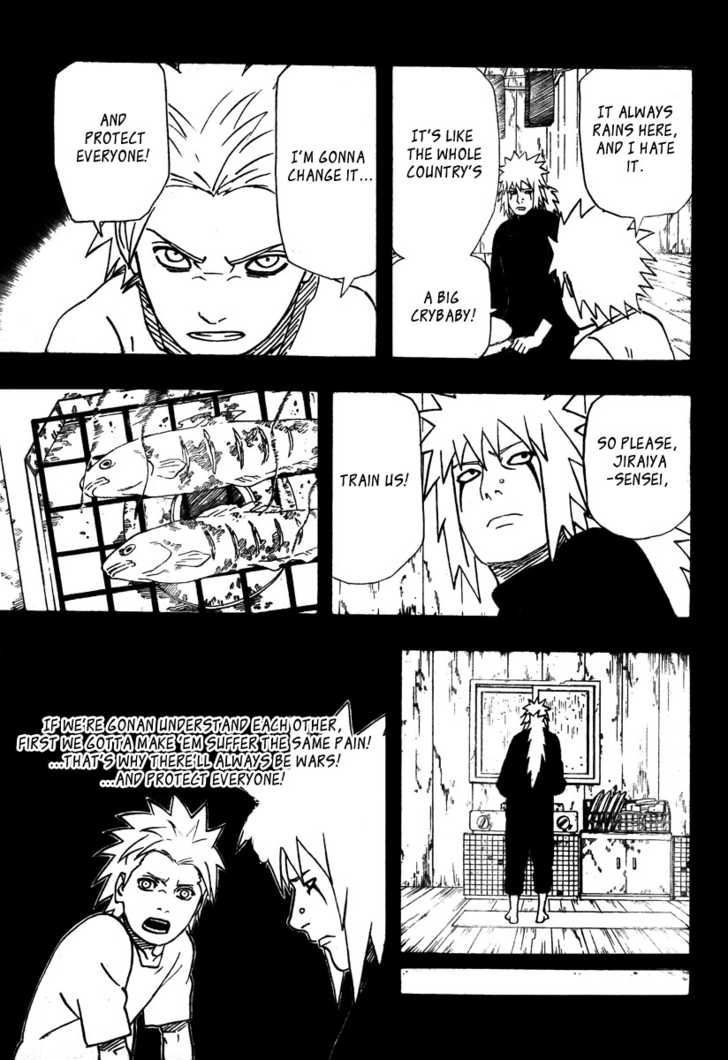 IT ALWAYS
RAINS HERE,
AND I HATE
IT.
IT'S LIKE
THE WHOLE
COUNTRY'S
A BIG
CRYBABY!
I'M GONNA
CHANGE IT...
AND
PROTECT
EVERYONE!
SO PLEASE,
JIRAIYA
-SENSEI,
TRAIN US!
IF WE'RE GONAN UNDERSTAND EACH OTHER,
FIRST WE GOTTA MAKE 'EM SUFFER THE SAME PAIN!
...THAT'S WHY THERE'LL ALWAYS BE WARS!
...AND PROTECT EVERYONE!